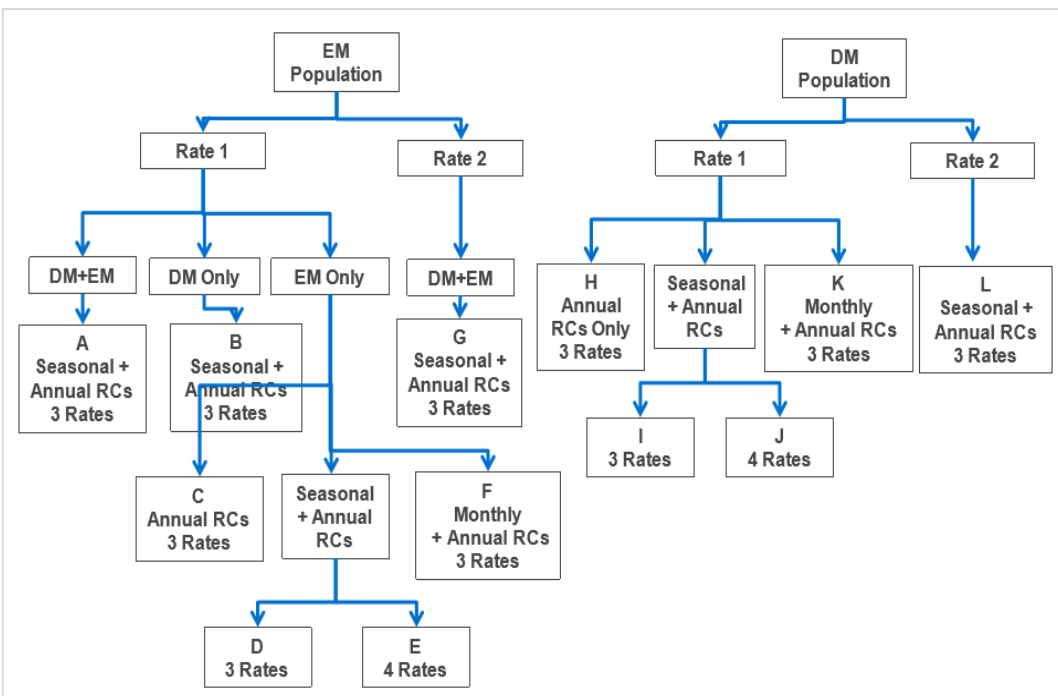 EM
Population
DM
Population
Rate 1
Rate 2
Rate 1
Rate 2
DM+EM
DM Only
EM Only
DM+EM
H
Annual
RCs Only
3 Rates
Seasonal
+ Annual
RCs
K
Monthly
+ Annual RCs
3 Rates
L
Seasonal +
Annual RCs
3 Rates
A
Seasonal +
Annual RCs
3 Rates
B
Seasonal +
Annual RCs
3 Rates
G
Seasonal +
Annual RCs
3 Rates
I
3 Rates
J
4 Rates
C
Annual RCs
3 Rates
Seasonal
+ Annual
RCs
F
Monthly
+ Annual RCs
3 Rates
D
3 Rates
E
4 Rates